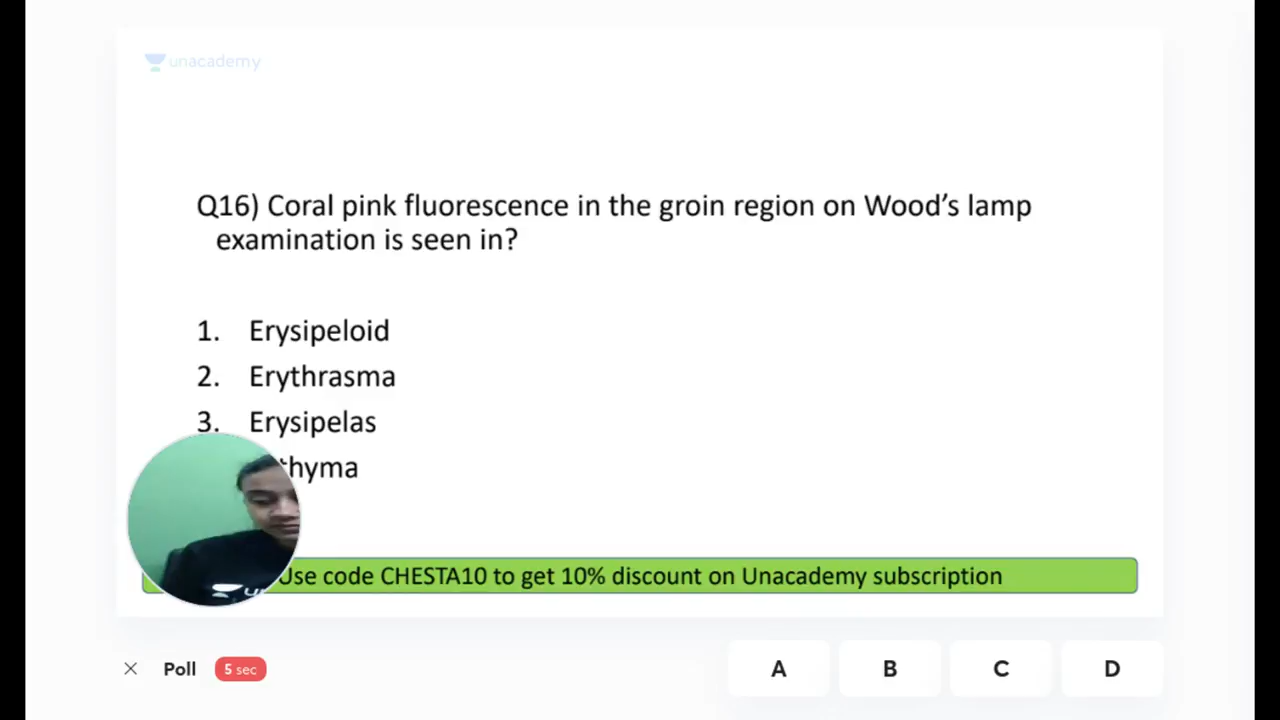 unacademy
Q16) Coral pink fluorescence in the groin region on Wood's lamp
examination is seen in?
1. Erysipeloid
2. Erythrasma
3. Erysipelas
thyma
Use code CHESTA10 to get 10% discount on Unacademy subscription
Poll
5 sec
A
B
C
D